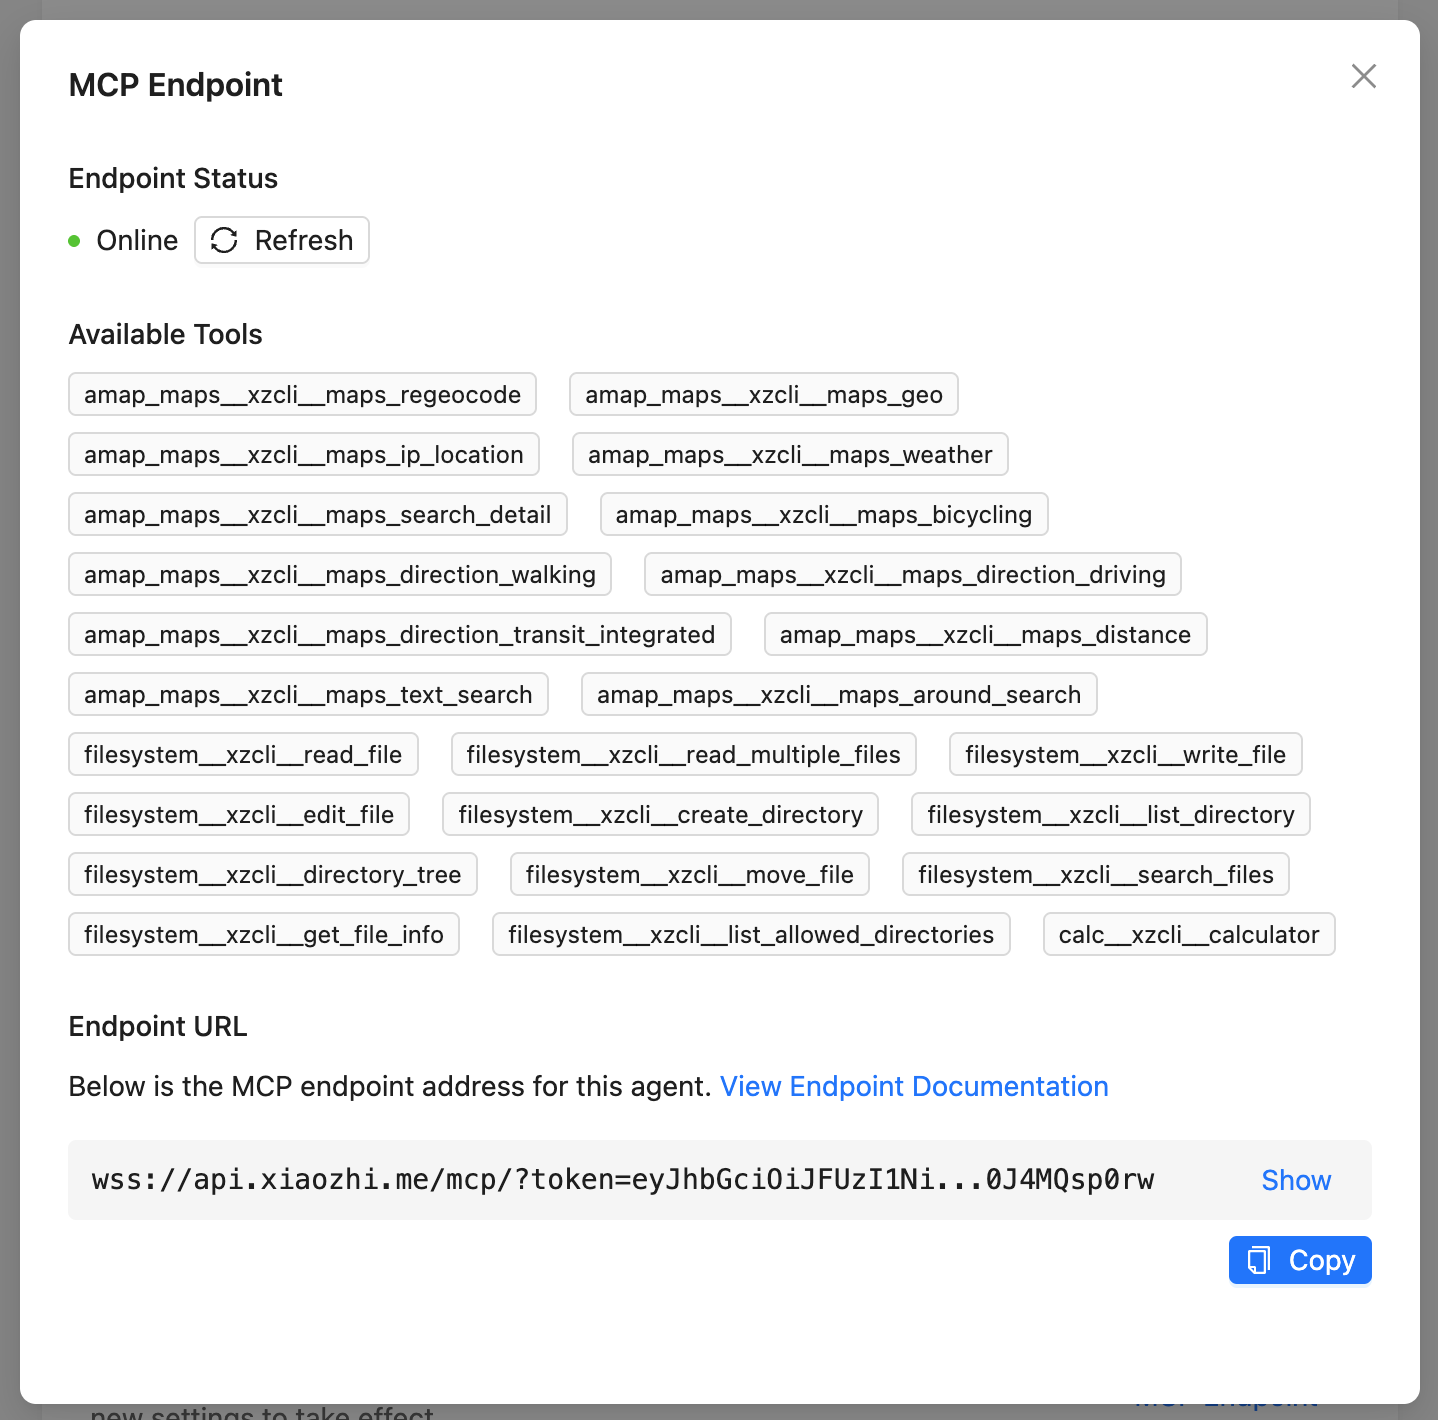 MCP Endpoint
Endpoint Status
Online Refresh
Available Tools
amap_maps__xzcli__maps_regeocode amap_maps__xzcli__maps_geo
amap_maps__xzcli__maps_ip_location amap_maps__xzcli__maps_weather
amap_maps__xzcli__maps_search_detail amap_maps__xzcli__maps_bicycling
amap_maps__xzcli__maps_direction_walking amap_maps__xzcli__maps_direction_driving
amap_maps__xzcli__maps_direction_transit_integrated amap_maps__xzcli__maps_distance
amap_maps__xzcli__maps_text_search amap_maps__xzcli__maps_around_search
filesystem__xzcli__read_file filesystem__xzcli__read_multiple_files filesystem__xzcli__write_file
filesystem__xzcli__edit_file filesystem__xzcli__create_directory filesystem__xzcli__list_directory
filesystem__xzcli__directory_tree filesystem__xzcli__move_file filesystem__xzcli__search_files
filesystem__xzcli__get_file_info filesystem__xzcli__list_allowed_directories calc__xzcli__calculator
Endpoint URL
Below is the MCP endpoint address for this agent. View Endpoint Documentation
wss://api.xiaozhi.me/mcp/?token=eyJhbGciOiJFUzI1Ni...0J4MQsp0rw Show
Copy
new settings to take effect MCP Endpoint